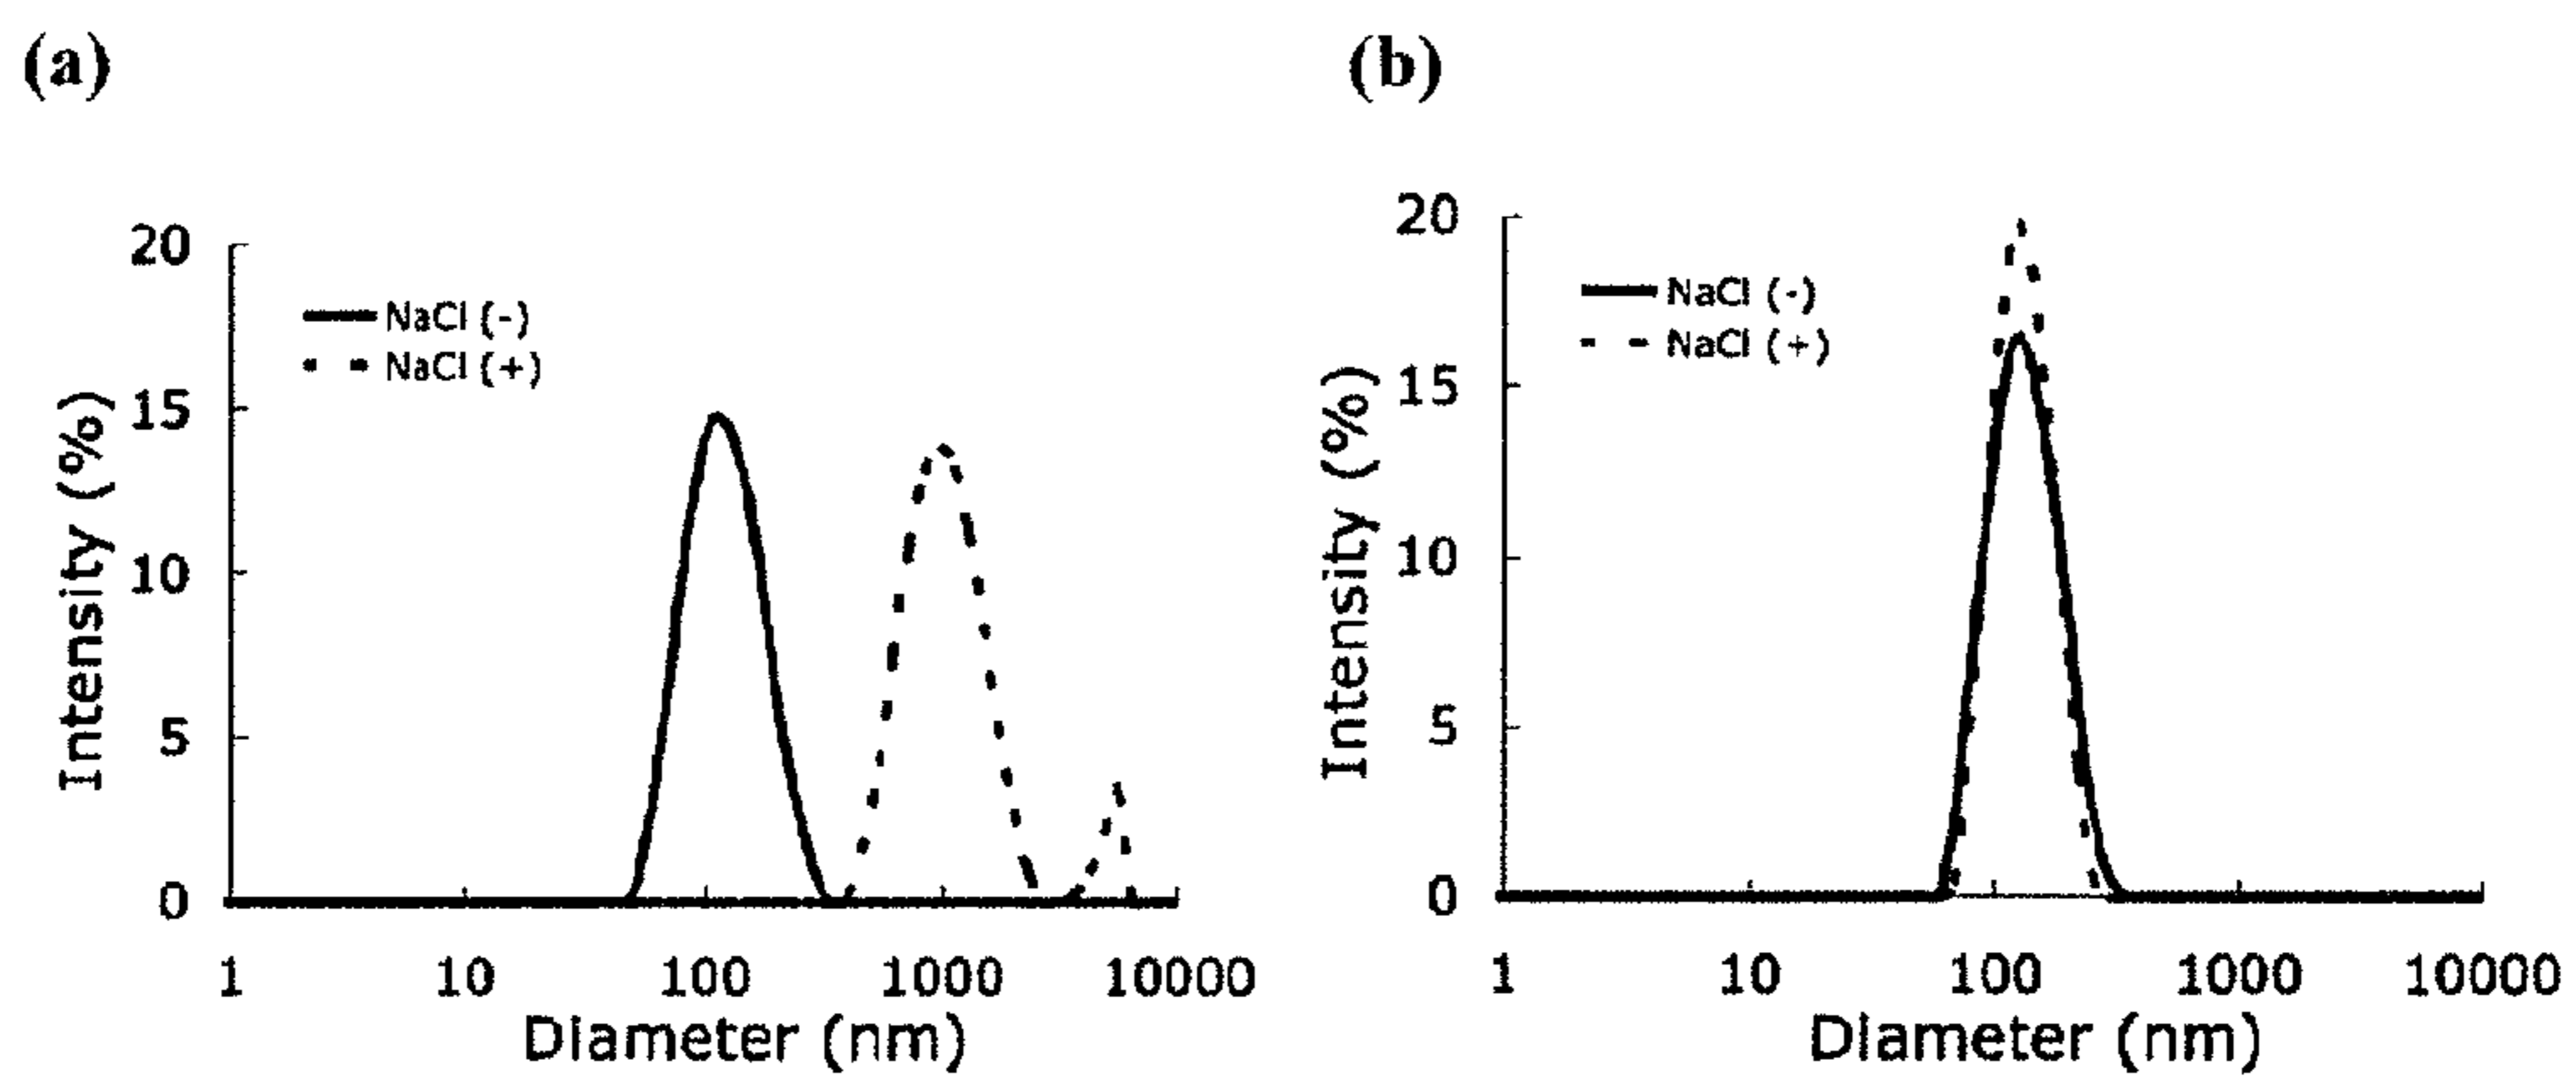 (a)
20
15
10
5
0
Intensity (%)
NaCl (-)
NaCl (+)
1 10 100 1000 10000
Diameter (nm)
(b)
20
15
10
5
0
Intensity (%)
NaCl (-)
NaCl (+)
1 10 100 1000 10000
Diameter (nm)